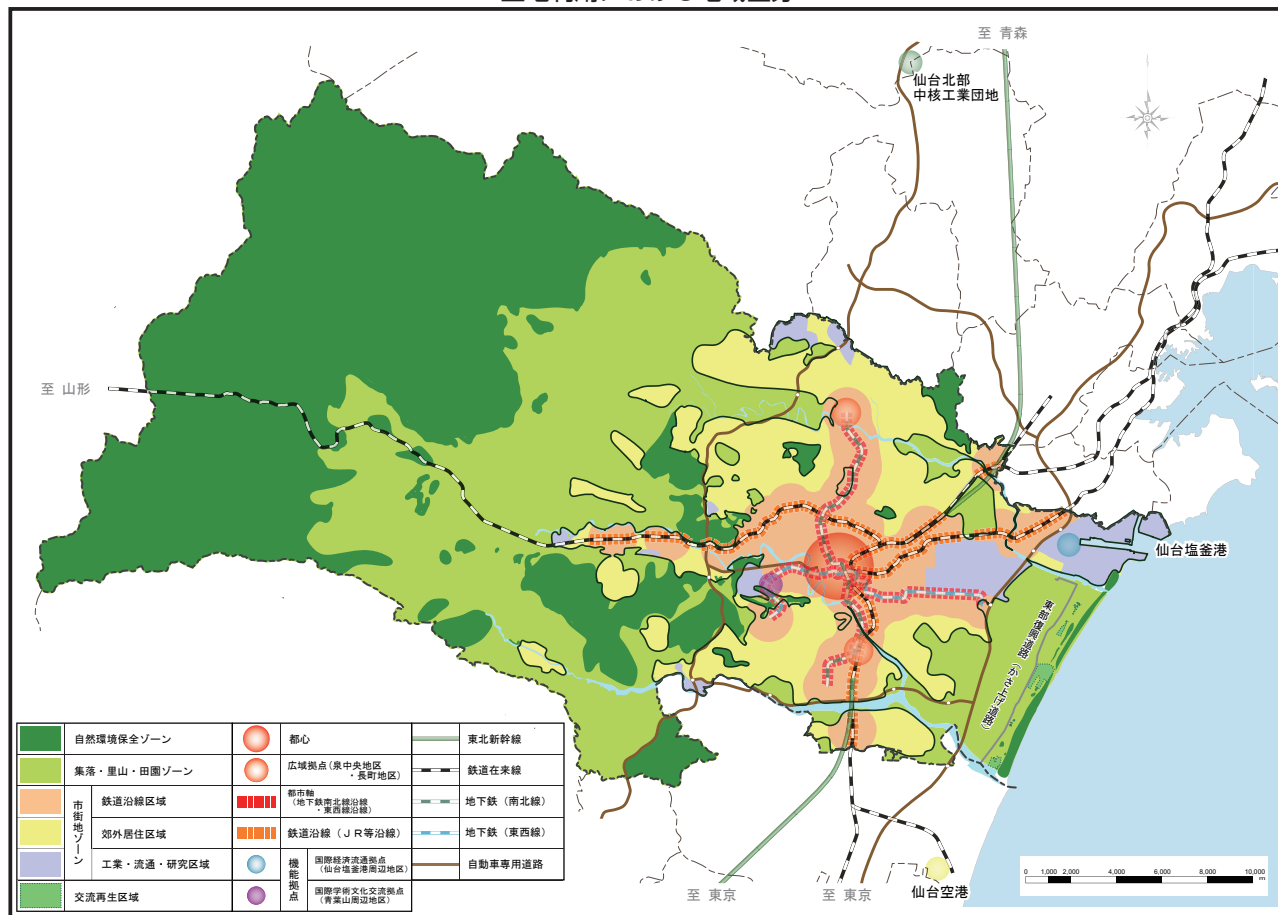 至 青森
仙台北部
中核工業団地
至 山形
仙台塩釜港
東部復興道路（かさ上げ道路）
自然環境保全ゾーン
都心
東北新幹線
集落・里山・田園ゾーン
広域拠点（泉中央地区
・長町地区）
鉄道在来線
市街地ゾーン
鉄道沿線区域
都市軸
（地下鉄南北線沿線
・東西線沿線）
地下鉄（南北線）
郊外居住区域
鉄道沿線（ＪＲ等沿線）
地下鉄（東西線）
工業・流通・研究区域
機能拠点
国際経済流通拠点
（仙台塩釜港周辺地区）
自動車専用道路
交流再生区域
国際学術文化交流拠点
（青葉山周辺地区）
至 東京
至 東京
仙台空港
0 1,000 2,000 4,000 6,000 8,000 10,000
m